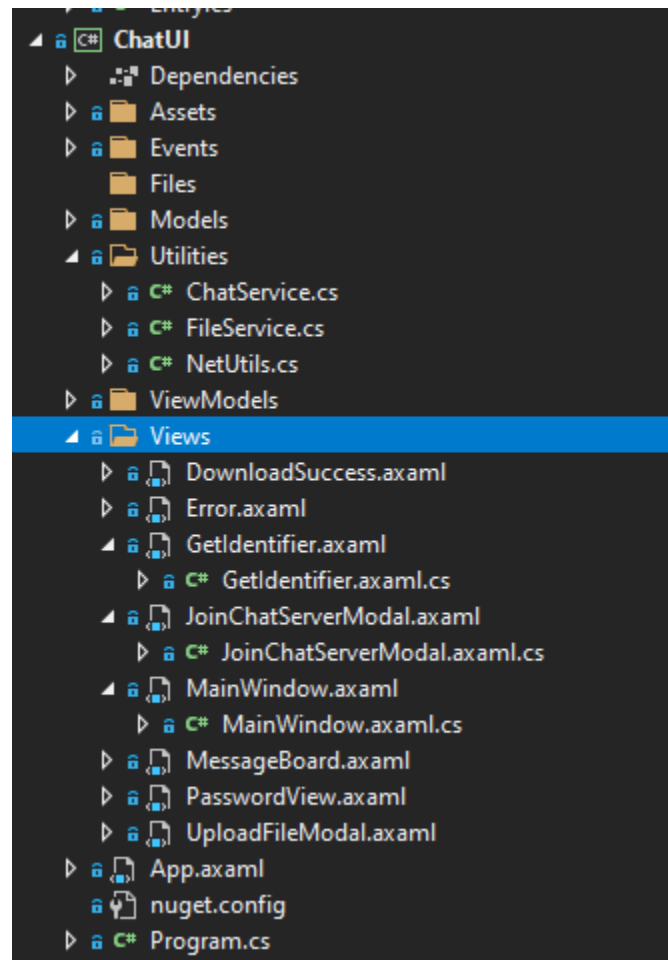 C# ChatUI
Dependencies
Assets
Events
Files
Models
Utilities
C# ChatService.cs
C# FileService.cs
C# NetUtils.cs
ViewModels
Views
DownloadSuccess.axaml
Error.axaml
GetIdentifier.axaml
C# GetIdentifier.axaml.cs
JoinChatServerModal.axaml
C# JoinChatServerModal.axaml.cs
MainWindow.axaml
C# MainWindow.axaml.cs
MessageBoard.axaml
PasswordView.axaml
UploadFileModal.axaml
App.axaml
nuget.config
C# Program.cs